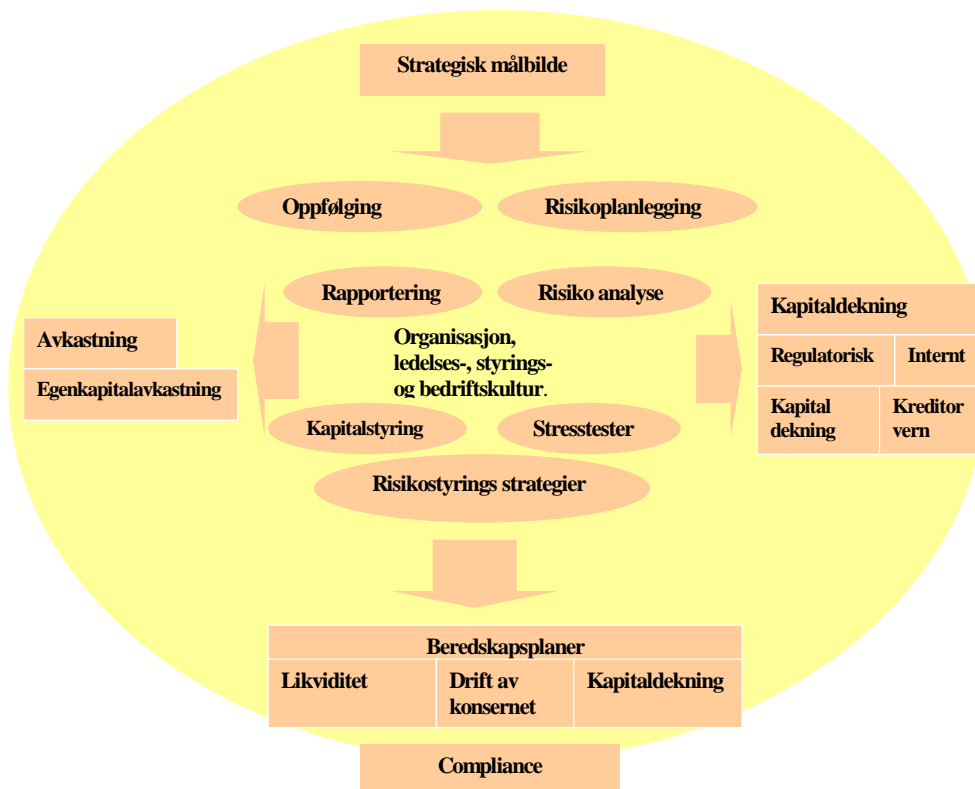 Strategisk målbilde
Oppfølging
Risikoplanlegging
Rapportering
Risiko analyse
Organisasjon,
ledelses-, styrings-
og bedriftskultur.
Avkastning
Egenkapitalavkastning
Kapitaldekning
Regulatorisk
Internt
Kapital
dekning
Kreditor
vern
Kapitalstyring
Stresstester
Risikostyrings strategier
Beredskapsplaner
Likviditet
Drift av
konsernet
Kapitaldekning
Compliance